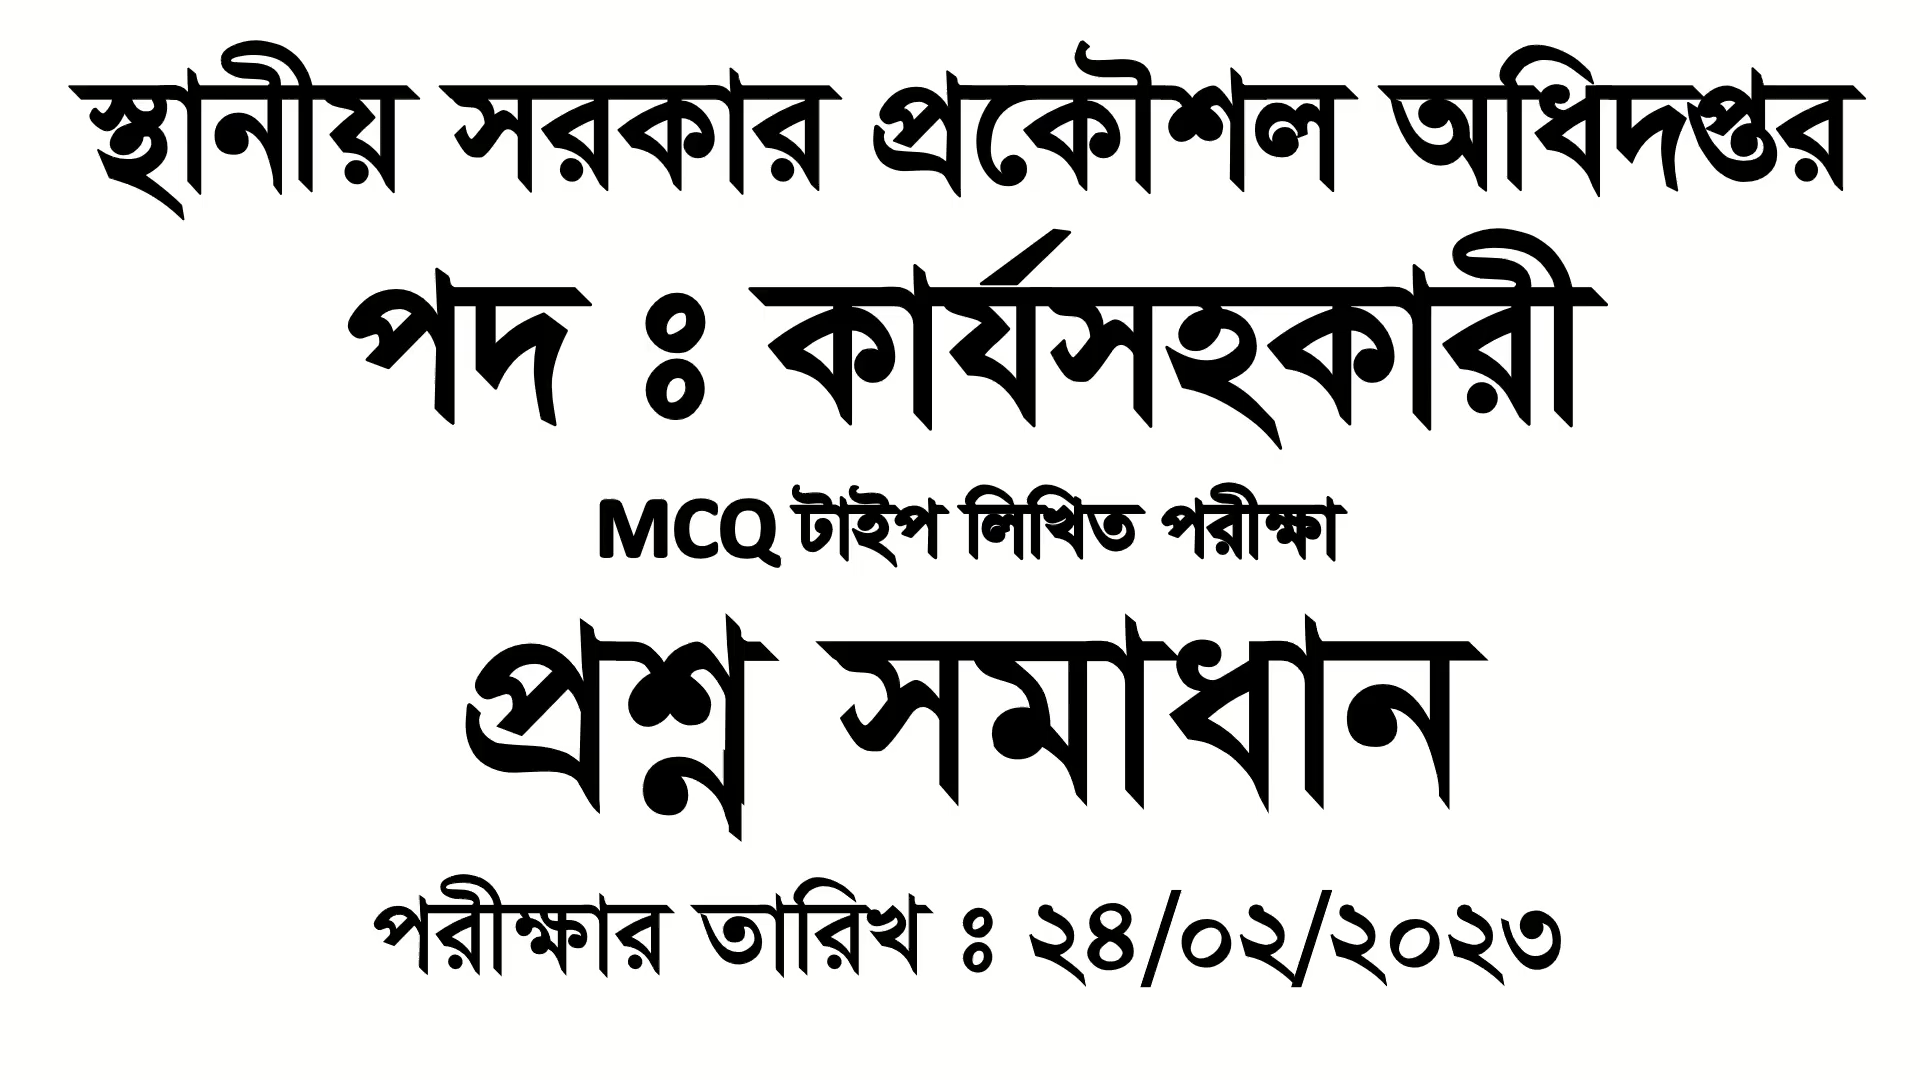 স্থানীয় সরকার প্রকৌশল অধিদপ্তর
পদ ঃ কার্যসহকারী
MCQ টাইপ লিখিত পরীক্ষা
প্রশ্ন সমাধান
পরীক্ষার তারিখ ঃ ২৪/০২/২০২৩